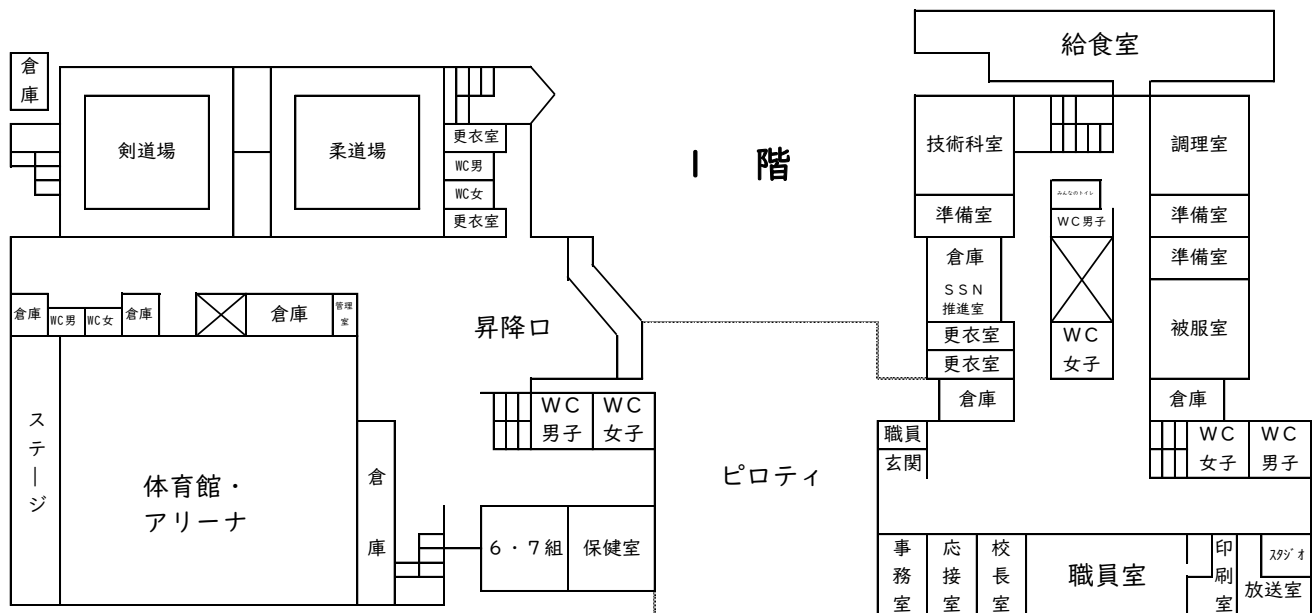 給食室
倉
庫
剣道場
柔道場
更衣室
WC男
WC女
更衣室
1 階
技術科室
調理室
みんなのトイレ
準備室
WC男子
準備室
倉庫
準備室
SSN
推進室
倉庫
WC男
WC女
倉庫
倉庫
管理
室
昇降口
更衣室
更衣室
WC
女子
被服室
倉庫
倉庫
WC
男子
WC
女子
職員
玄関
WC
女子
WC
男子
ステージ
体育館・
アリーナ
倉
庫
ピロティ
6・7組
保健室
事
務
室
応
接
室
校
長
室
職員室
印
刷
室
スタジオ
放送室